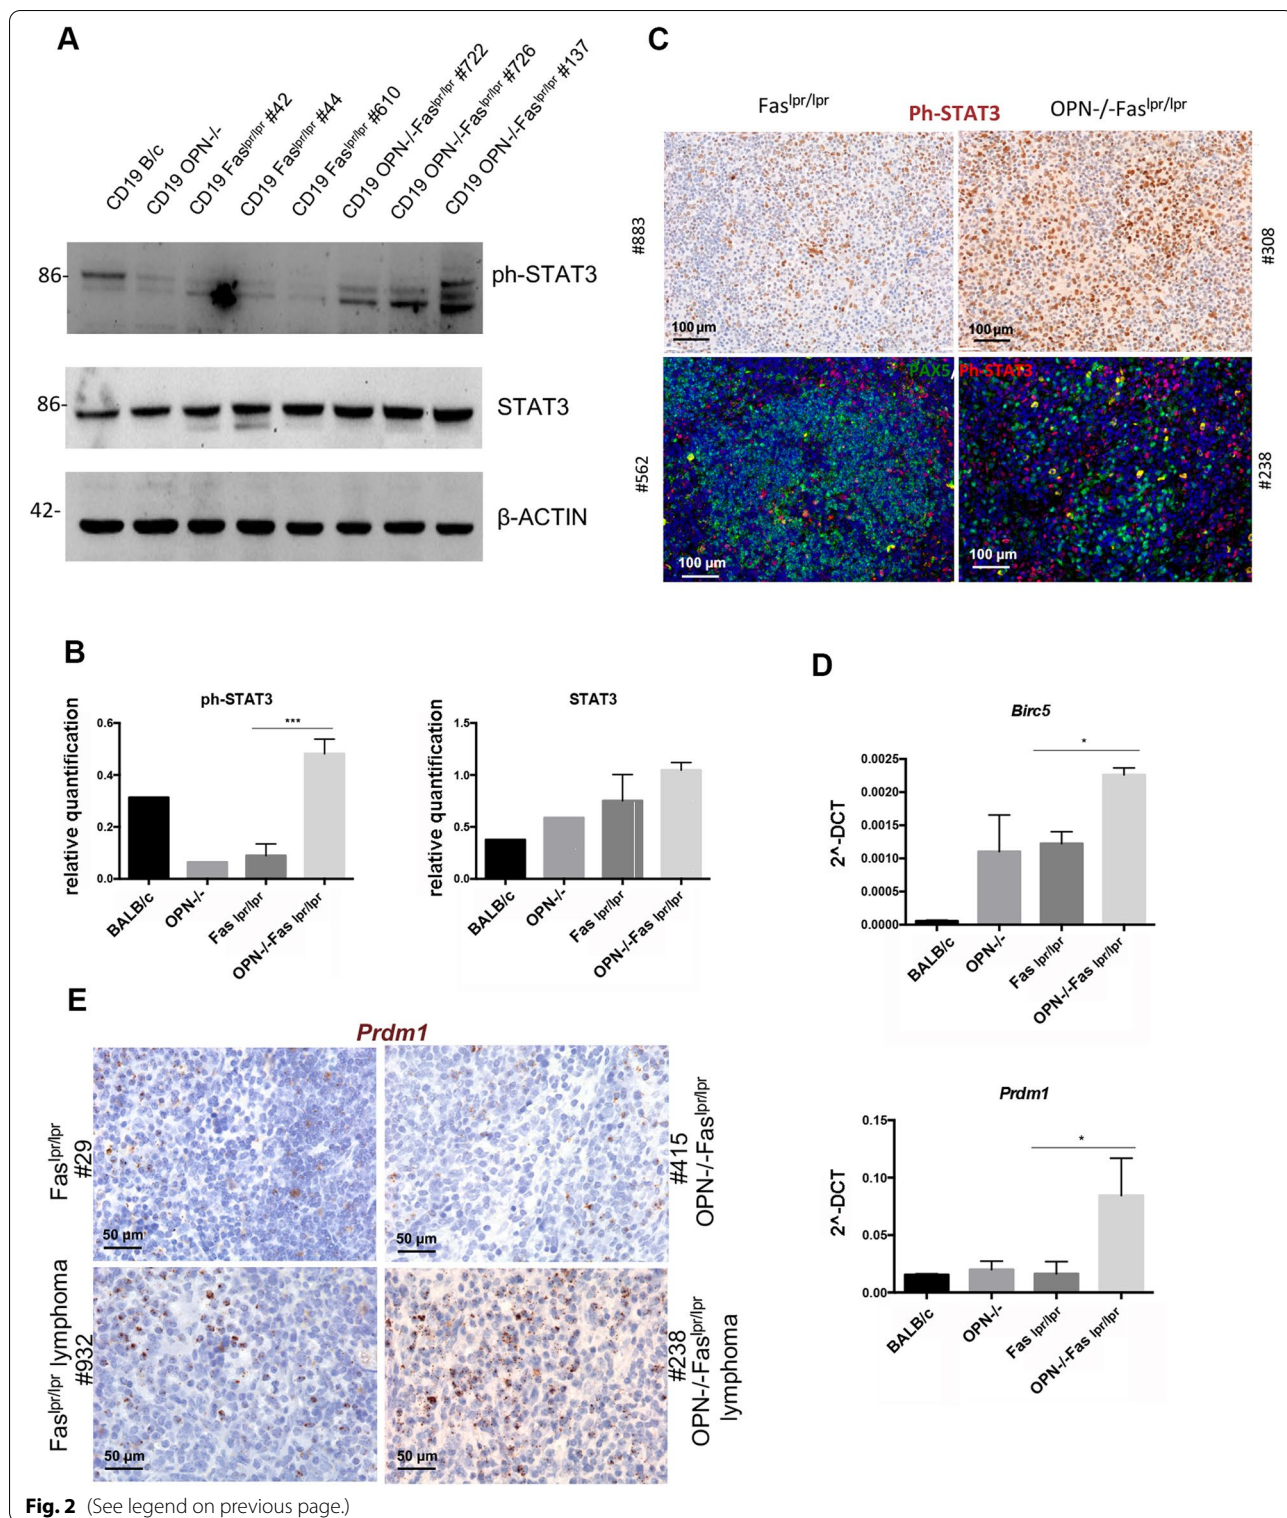 A
CD19 B/c
CD19 OPN-/-
CD19 Fas^lpr/lpr #42
CD19 Fas^lpr/lpr #44
CD19 Fas^lpr/lpr #610
CD19 OPN-/-Fas^lpr/lpr #722
CD19 OPN-/-Fas^lpr/lpr #726
CD19 OPN-/-Fas^lpr/lpr #137
86-
ph-STAT3
86-
STAT3
42-
β-ACTIN
C
Fas^lpr/lpr
Ph-STAT3
OPN-/-Fas^lpr/lpr
#883
100 µm
100 µm
#308
PAX5/Ph-STAT3
#562
100 µm
100 µm
#238
B
ph-STAT3
relative quantification
0.6
0.4
0.2
0.0
***
BALB/c
OPN-/-
Fas lpr/lpr
OPN-/-Fas lpr/lpr
STAT3
relative quantification
1.5
1.0
0.5
0.0
BALB/c
OPN-/-
Fas lpr/lpr
OPN-/-Fas lpr/lpr
D
Birc5
2^-DCT
0.0025
0.0020
0.0015
0.0010
0.0005
0.0000
*
BALB/c
OPN-/-
Fas lpr/lpr
OPN-/-Fas lpr/lpr
Prdm1
2^-DCT
0.15
0.10
0.05
0.00
*
BALB/c
OPN-/-
Fas lpr/lpr
OPN-/-Fas lpr/lpr
E
Prdm1
Fas^lpr/lpr
#29
50 µm
50 µm
#415
OPN-/-Fas^lpr/lpr
Fas^lpr/lpr lymphoma
#932
50 µm
50 µm
#238
OPN-/-Fas^lpr/lpr
lymphoma
Fig. 2 (See legend on previous page.)